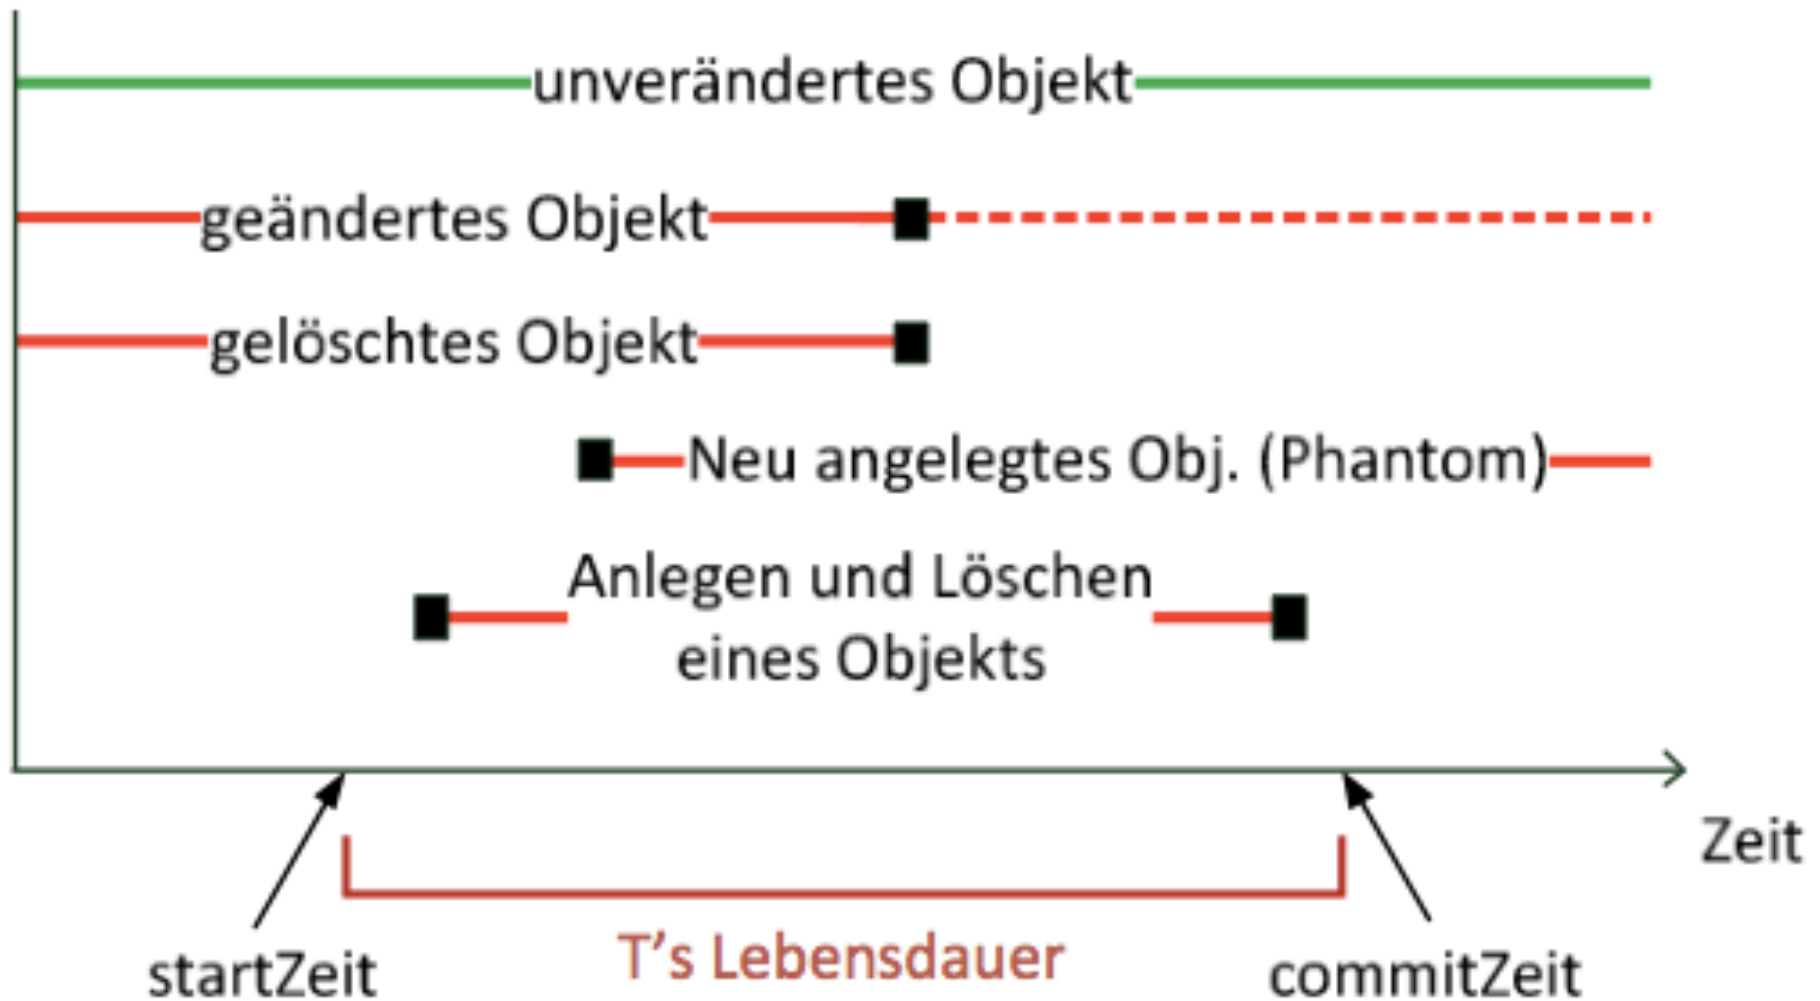 unverändertes Objekt
geändertes Objekt
gelöschtes Objekt
Neu angelegtes Obj. (Phantom)
Anlegen und Löschen
eines Objekts
Zeit
startZeit
T's Lebensdauer
commitZeit